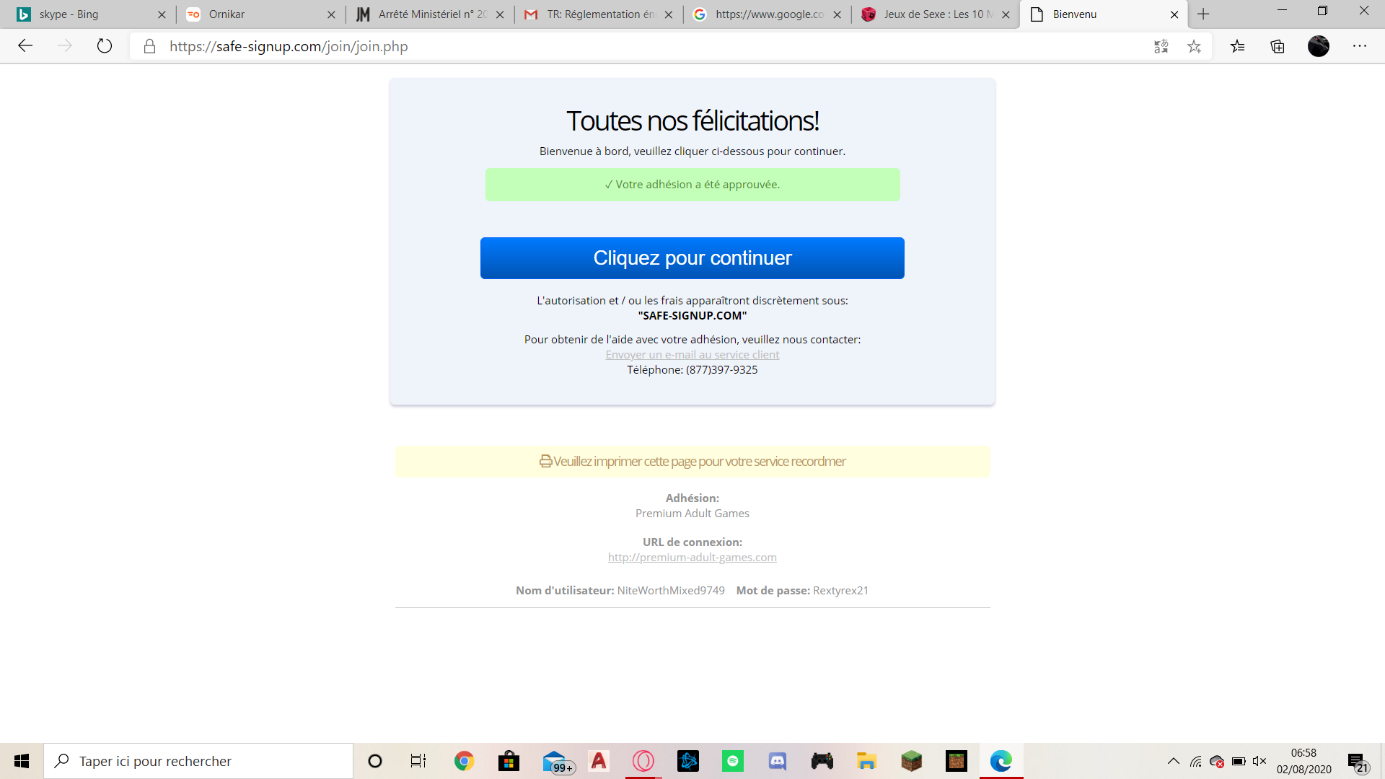 skype - Bing
Ornikar
Arrêté Ministériel n° 20
TR: Réglementation én
https://www.google.co
Jeux de Sexe : Les 10 M
Bienvenu
https://safe-signup.com/join/join.php
Toutes nos félicitations!
Bienvenue à bord, veuillez cliquer ci-dessous pour continuer.
✓ Votre adhésion a été approuvée.
Cliquez pour continuer
L'autorisation et / ou les frais apparaîtront discrètement sous:
"SAFE-SIGNUP.COM"
Pour obtenir de l'aide avec votre adhésion, veuillez nous contacter:
Envoyer un e-mail au service client
Téléphone: (877)397-9325
Veuillez imprimer cette page pour votre service recordmer
Adhésion:
Premium Adult Games
URL de connexion:
http://premium-adult-games.com
Nom d'utilisateur: NiteWorthMixed9749 Mot de passe: Rextyrex21
Taper ici pour rechercher
99+
06:58
02/08/2020
21